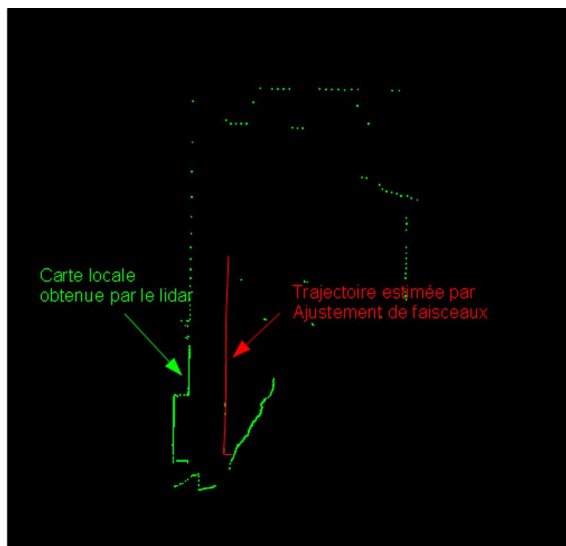 Carte locale
obtenue par le lidar
Trajectoire estimée par
Ajustement de faisceaux